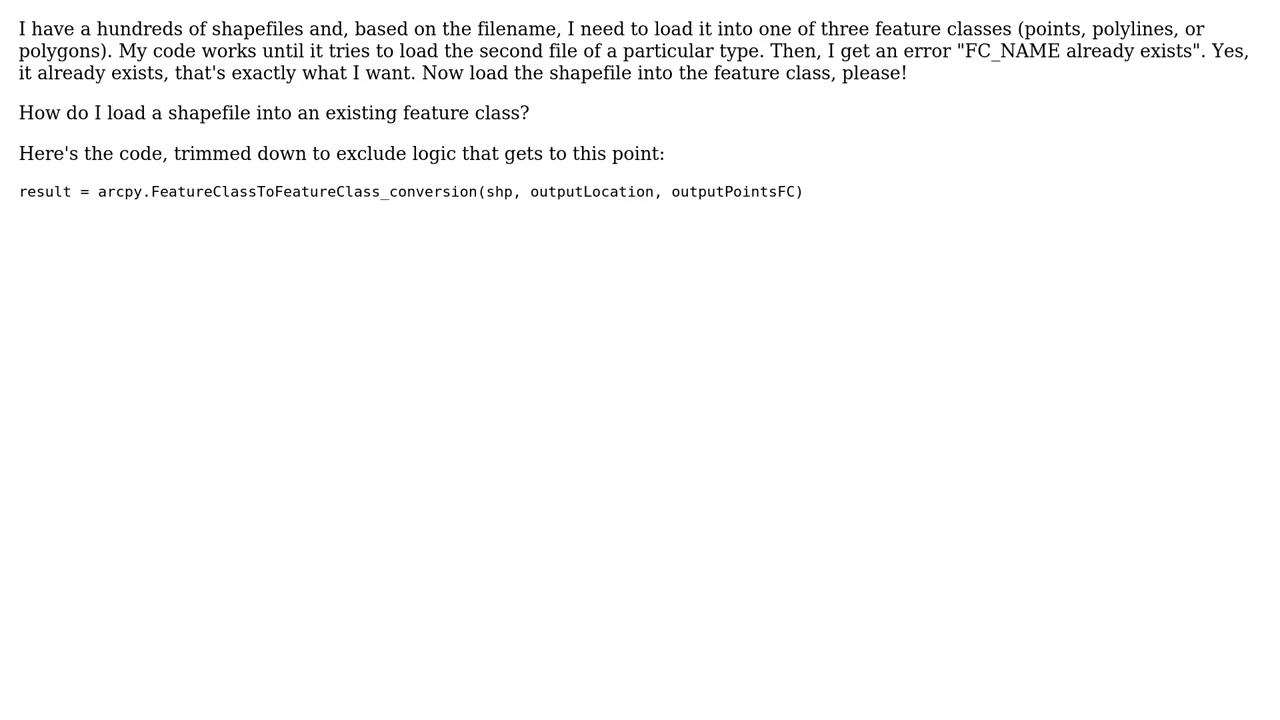 I have a hundreds of shapefiles and, based on the filename, I need to load it into one of three feature classes (points, polylines, or
polygons). My code works until it tries to load the second file of a particular type. Then, I get an error "FC_NAME already exists". Yes,
it already exists, that's exactly what I want. Now load the shapefile into the feature class, please!
How do I load a shapefile into an existing feature class?
Here's the code, trimmed down to exclude logic that gets to this point:
result = arcpy.FeatureClassToFeatureClass_conversion(shp, outputLocation, outputPointsFC)